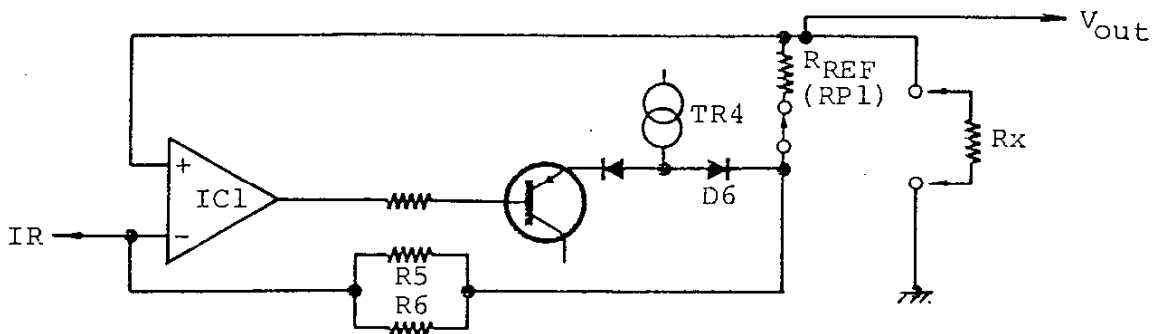 Vout
RREF
(RP1)
TR4
Rx
+
IC1
D6
IR
-
R5
R6